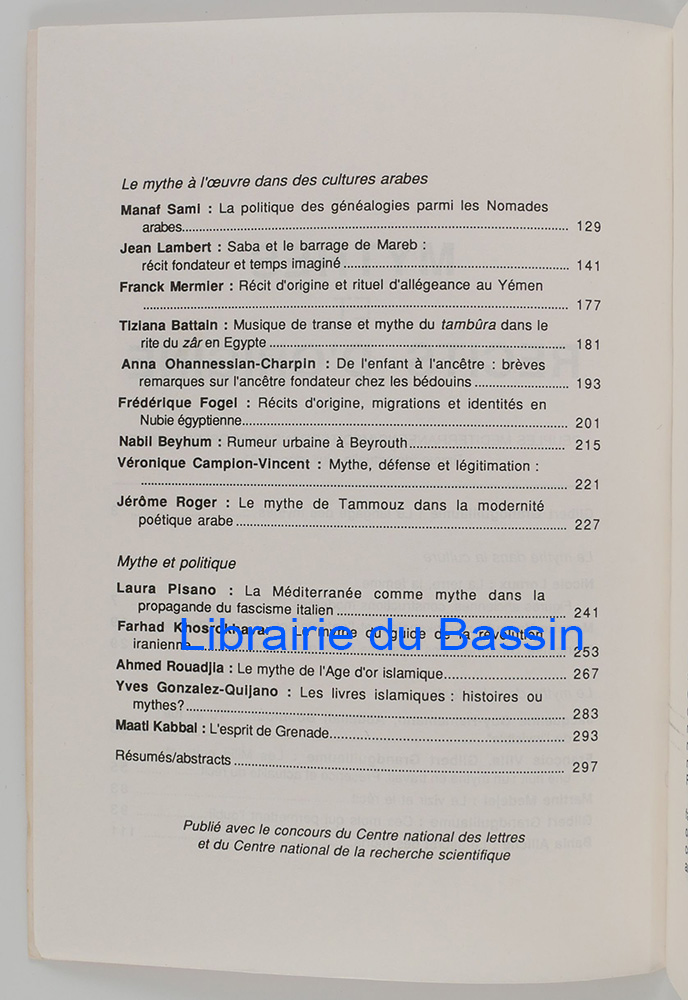 Le mythe à l'œuvre dans des cultures arabes
Manaf Sami : La politique des généalogies parmi les Nomades
arabes 129
Jean Lambert : Saba et le barrage de Mareb :
récit fondateur et temps imaginé 141
Franck Mermier : Récit d'origine et rituel d'allégeance au Yémen
177
Tiziana Battain : Musique de transe et mythe du tambûra dans le
rite du zâr en Egypte 181
Anna Ohannessian-Charpin : De l'enfant à l'ancêtre : brèves
remarques sur l'ancêtre fondateur chez les bédouins 193
Frédérique Fogel : Récits d'origine, migrations et identités en
Nubie égyptienne 201
Nabil Beyhum : Rumeur urbaine à Beyrouth 215
Véronique Campion-Vincent : Mythe, défense et légitimation :
221
Jérôme Roger : Le mythe de Tammouz dans la modernité
poétique arabe 227
Mythe et politique
Laura Pisano : La Méditerranée comme mythe dans la
propagande du fascisme italien 241
Farhad Khosrokhavar : Le mythe du guide de la révolution
iranienne 253
Librairie du Bassin
Ahmed Rouadjia : Le mythe de l'Age d'or islamique 267
Yves Gonzalez-Quijano : Les livres islamiques : histoires ou
mythes? 283
Maati Kabbal : L'esprit de Grenade 293
Résumés/abstracts 297
Publié avec le concours du Centre national des lettres
et du Centre national de la recherche scientifique